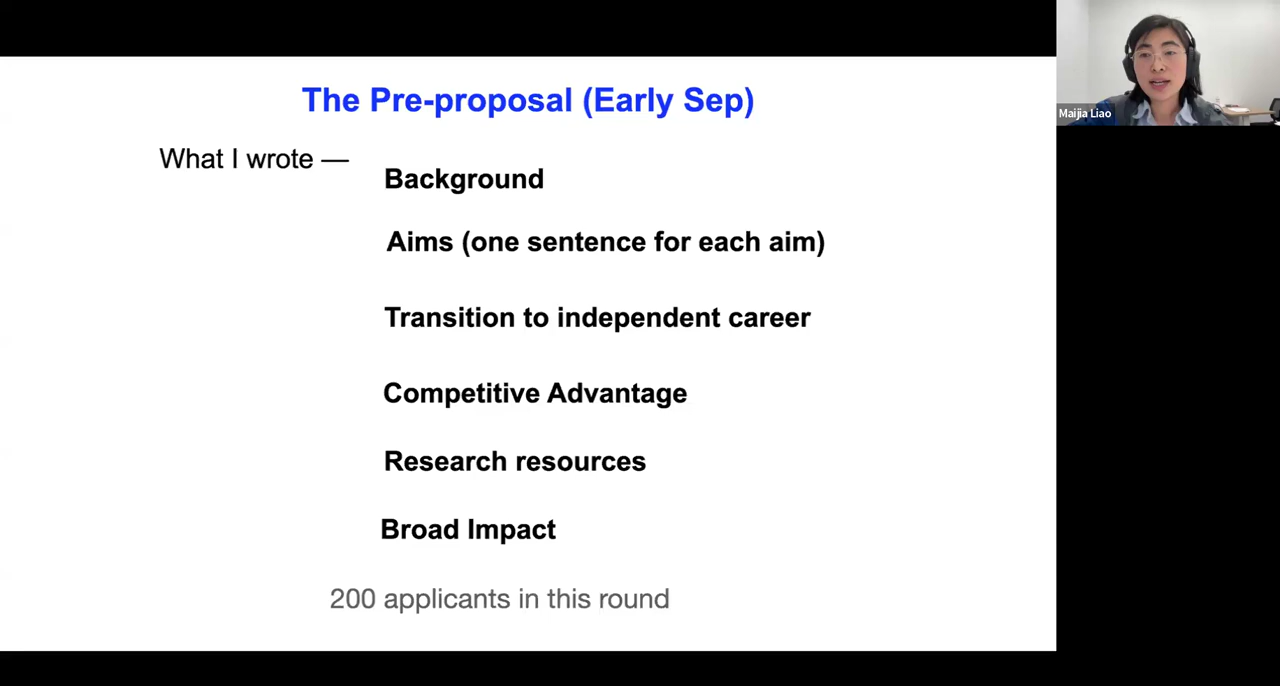 The Pre-proposal (Early Sep)
What I wrote —
Background
Aims (one sentence for each aim)
Transition to independent career
Competitive Advantage
Research resources
Broad Impact
200 applicants in this round
Maijia Liao